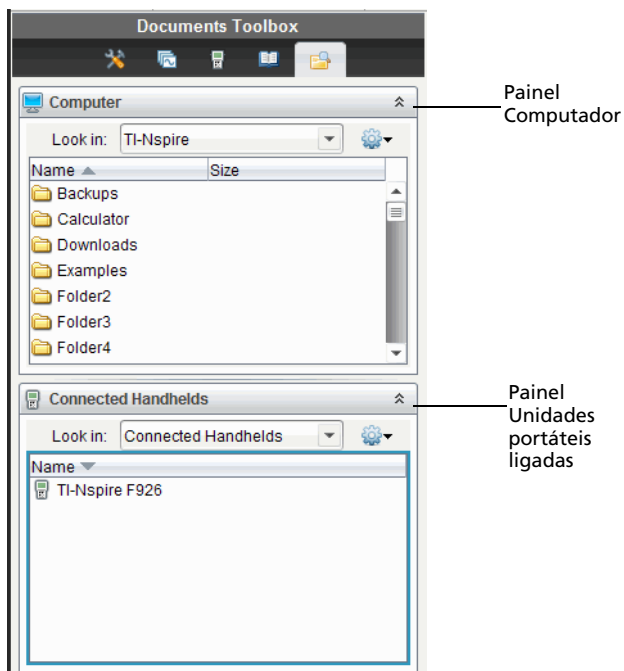 Documents Toolbox
Computer
Painel
Computador
Look in: TI-Nspire
Name Size
Backups
Calculator
Downloads
Examples
Folder2
Folder3
Folder4
Connected Handhelds
Painel
Unidades
portáteis
ligadas
Look in: Connected Handhelds
Name
TI-Nspire F926